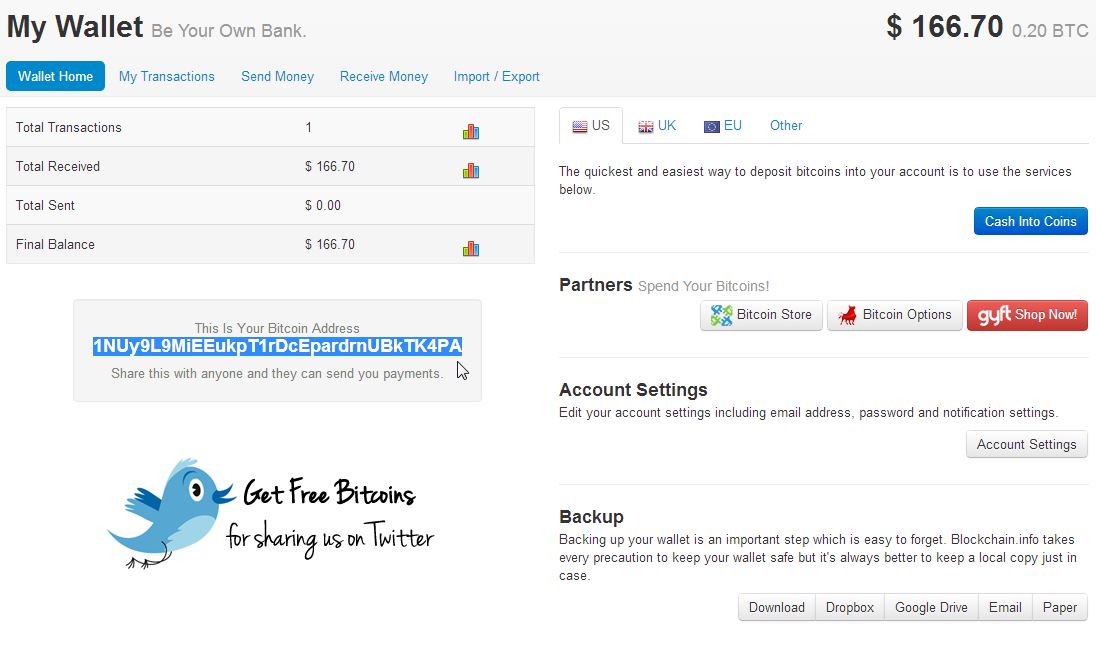 My Wallet Be Your Own Bank.
$ 166.70 0.20 BTC
Wallet Home My Transactions Send Money Receive Money Import / Export
Total Transactions 1
Total Received $ 166.70
Total Sent $ 0.00
Final Balance $ 166.70
This Is Your Bitcoin Address
1NUy9L9MiEEukpT1rDcEpardrnUBkTK4PA
Share this with anyone and they can send you payments.
Get Free Bitcoins
for sharing us on Twitter
US UK EU Other
The quickest and easiest way to deposit bitcoins into your account is to use the services
below.
Cash Into Coins
Partners Spend Your Bitcoins!
Bitcoin Store Bitcoin Options gyft Shop Now!
Account Settings
Edit your account settings including email address, password and notification settings.
Account Settings
Backup
Backing up your wallet is an important step which is easy to forget. Blockchain.info takes
every precaution to keep your wallet safe but it's always better to keep a local copy just in
case.
Download Dropbox Google Drive Email Paper